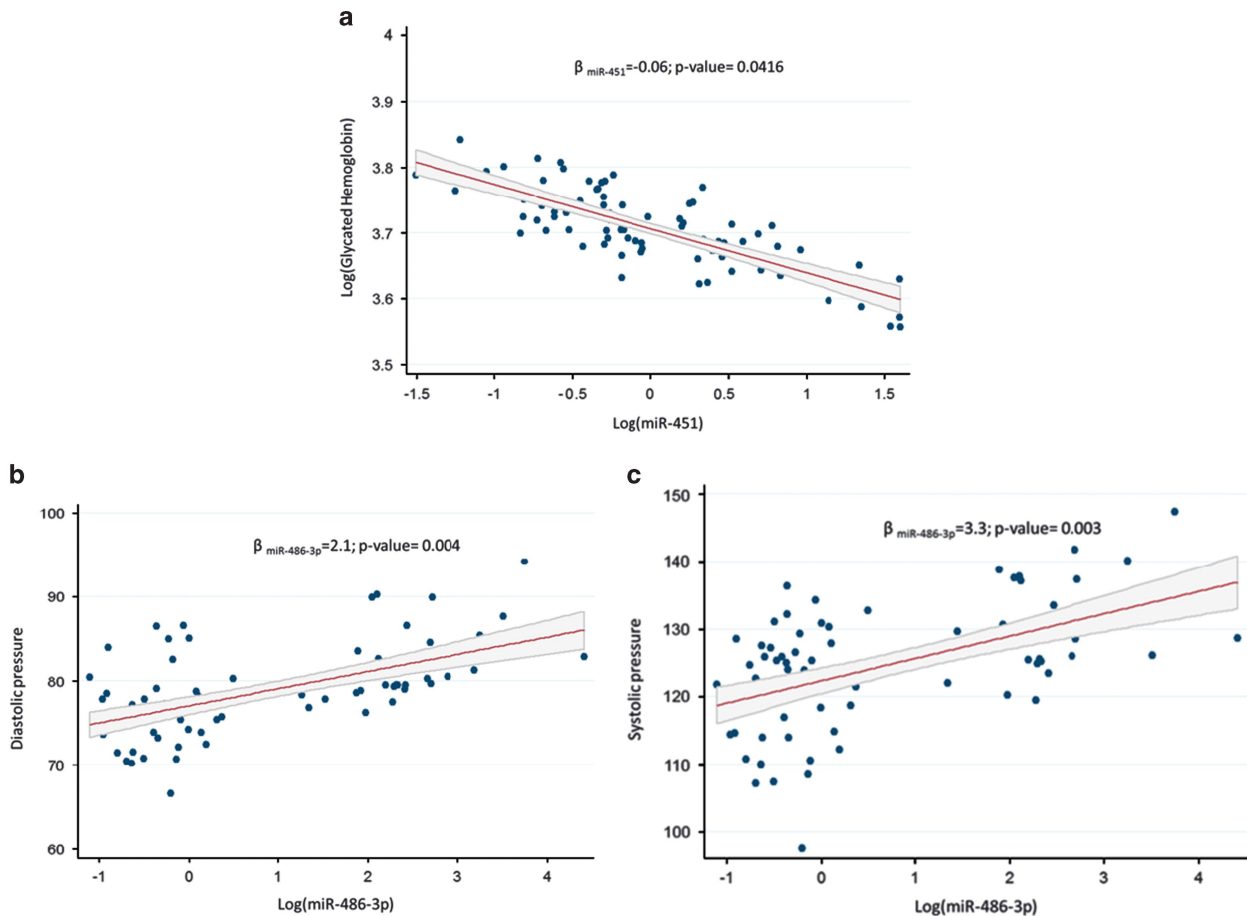 a
β miR-451=-0.06; p-value= 0.0416
Log(Glycated Hemoglobin)
4
3.9
3.8
3.7
3.6
3.5
-1.5 -1 -0.5 0 0.5 1 1.5
Log(miR-451)
b
β miR-486-3p=2.1; p-value= 0.004
Diastolic pressure
100
90
80
70
60
-1 0 1 2 3 4
Log(miR-486-3p)
c
β miR-486-3p=3.3; p-value= 0.003
Systolic pressure
150
140
130
120
110
100
-1 0 1 2 3 4
Log(miR-486-3p)